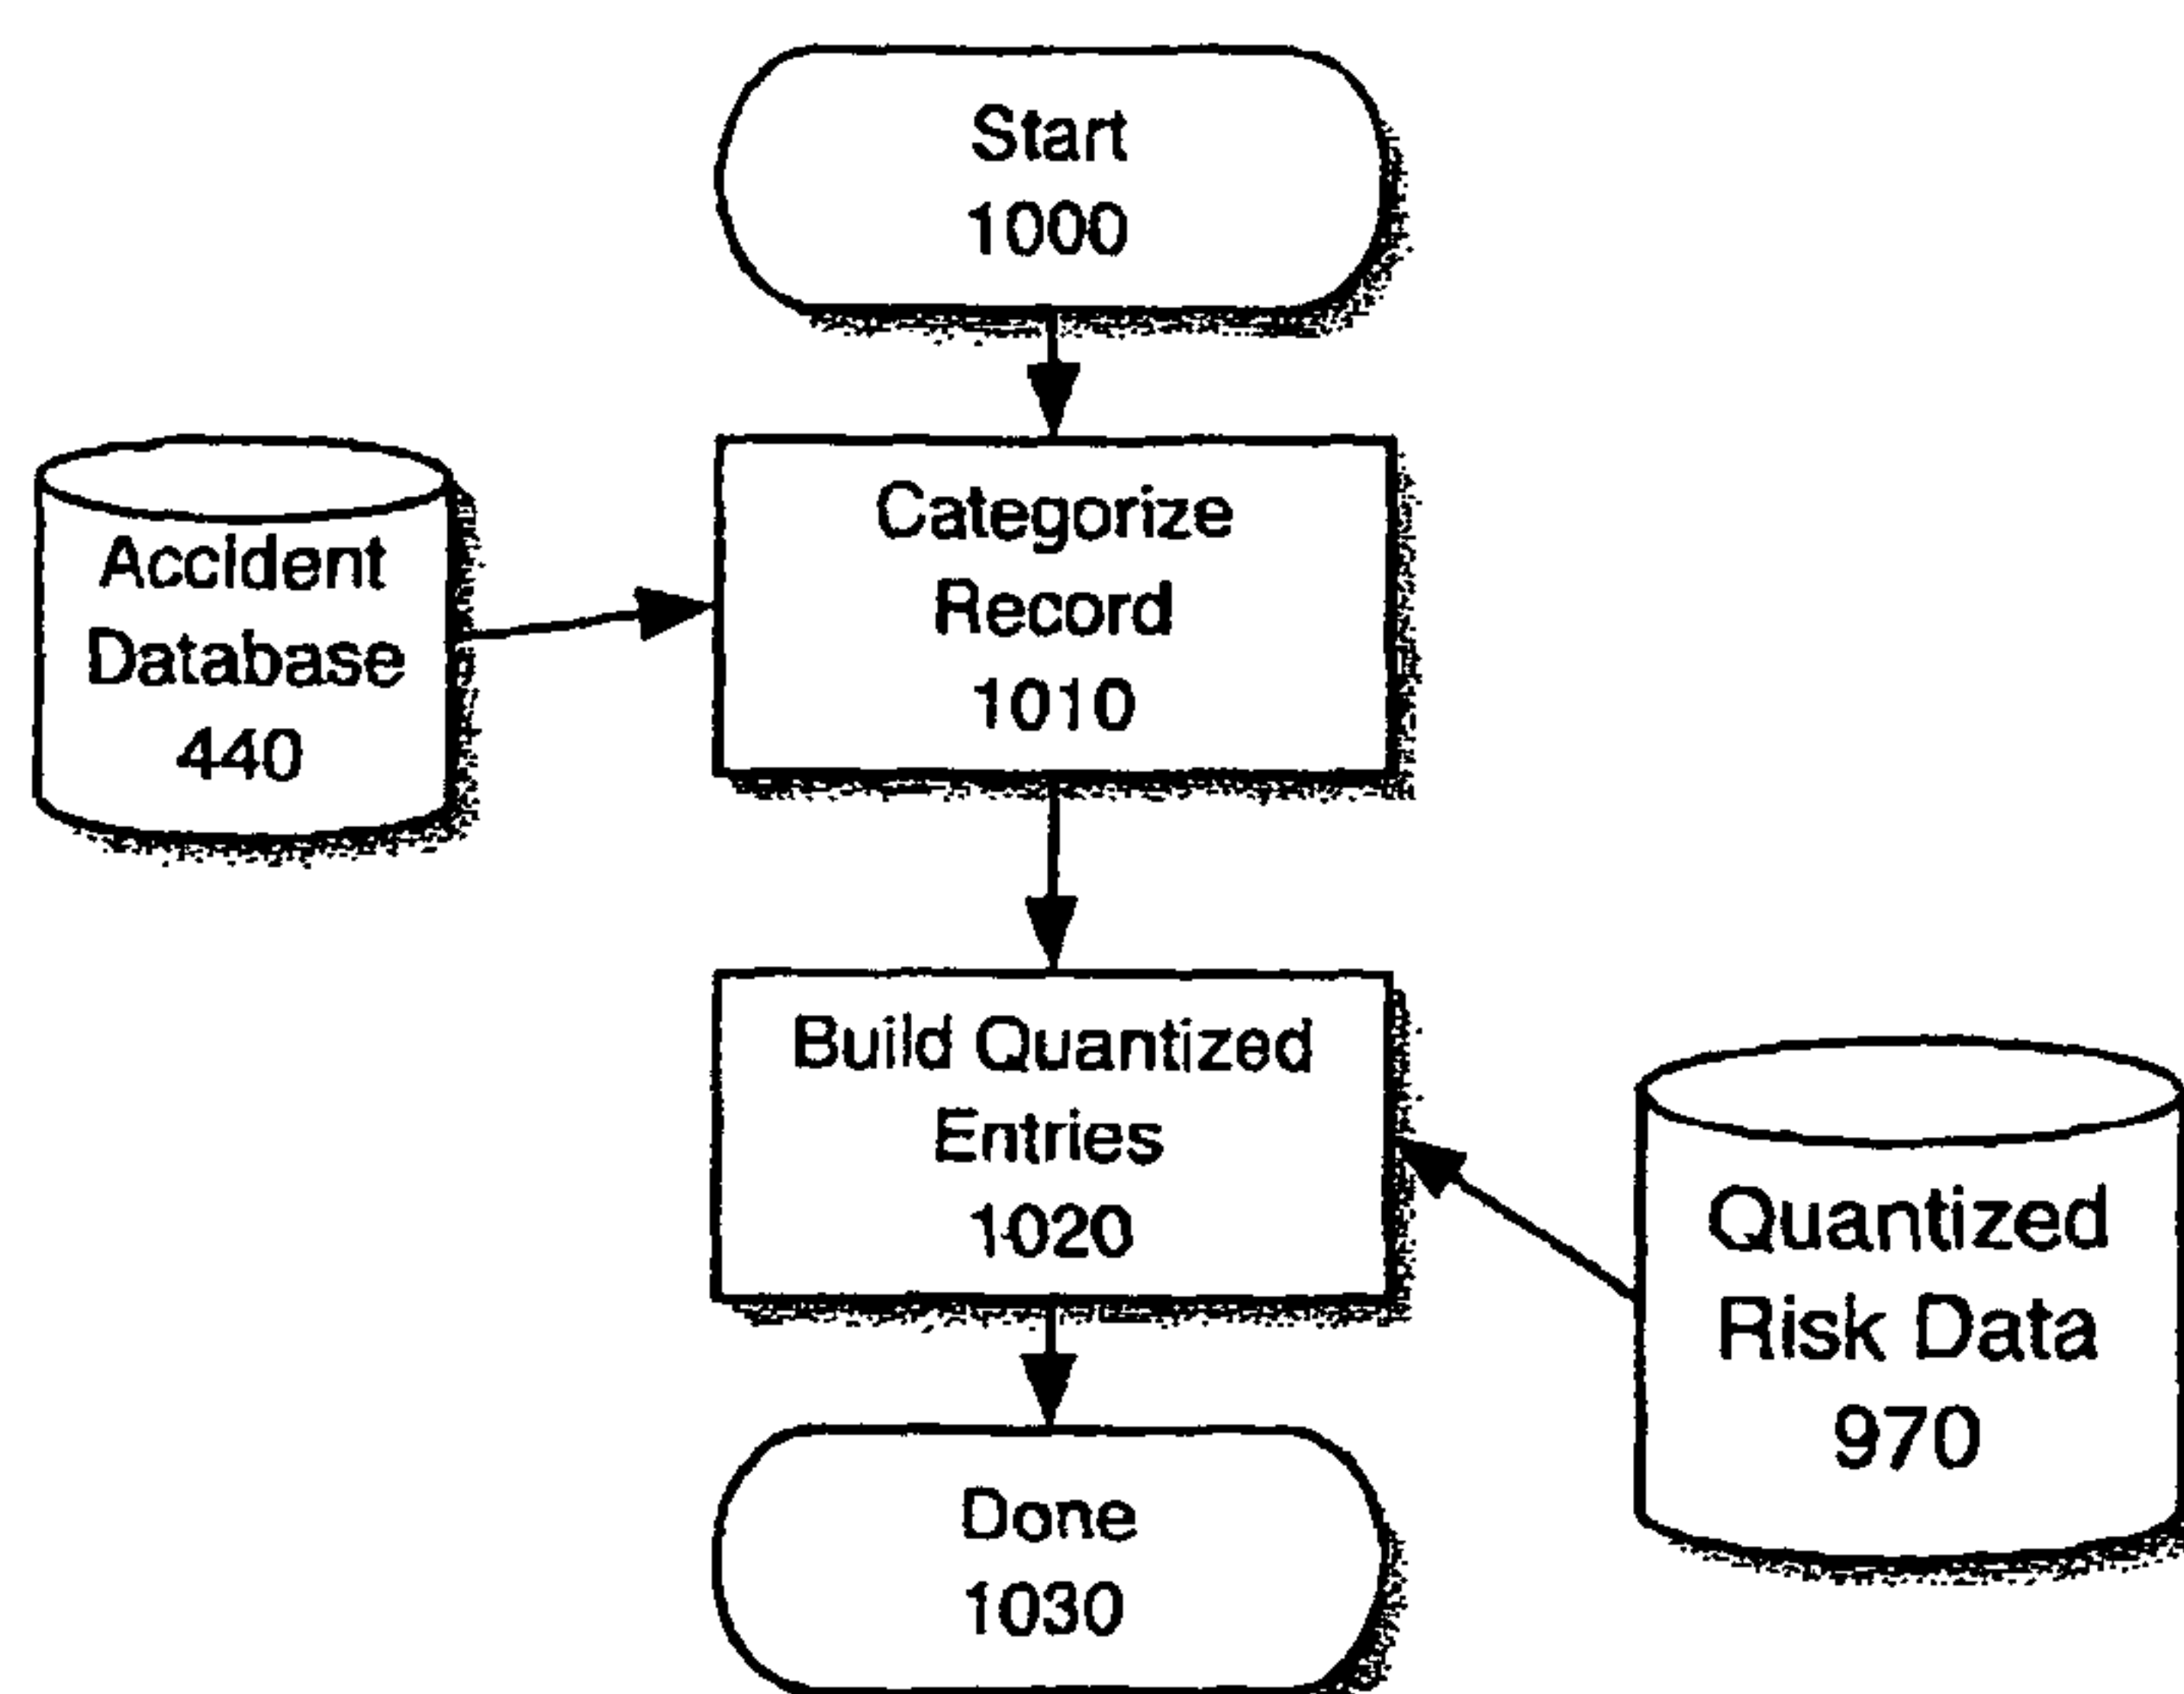 Start
1000
Categorize
Record
1010
Accident
Database
440
Build Quantized
Entries
1020
Quantized
Risk Data
970
Done
1030